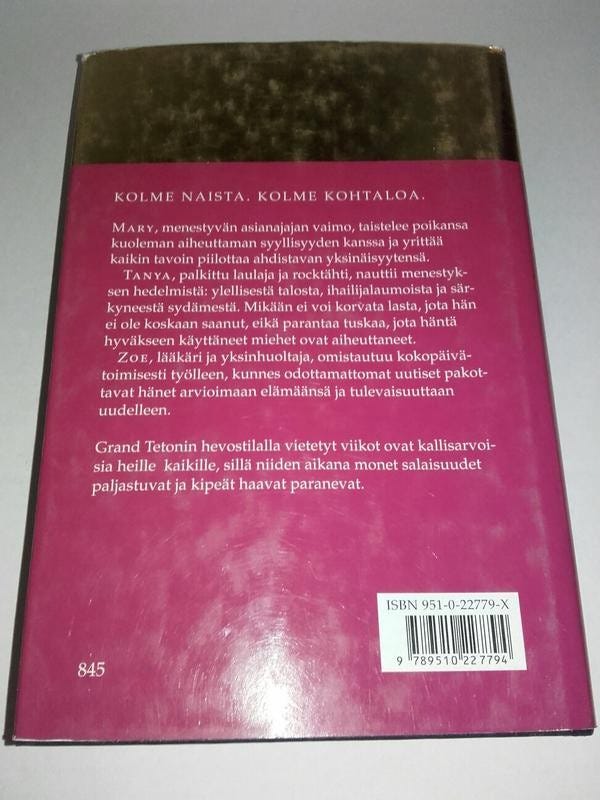 KOLME NAISTA. KOLME KOHTALOA.
MARY, menestyvän asianajajan vaimo, taistelee poikansa
kuoleman aiheuttaman syyllisyyden kanssa ja yrittää
kaikin tavoin piilottaa ahdistavan yksinäisyytensä.
TANYA, palkittu laulaja ja rocktähti, nauttii menestyk-
sen hedelmistä: ylellisestä talosta, ihailijalaumoista ja sär-
kyneestä sydämestä. Mikään ei voi korvata lasta, jota hän
ei ole koskaan saanut, eikä parantaa tuskaa, jota häntä
hyväkseen käyttäneet miehet ovat aiheuttaneet.
ZOE, lääkäri ja yksinhuoltaja, omistautuu kokopäivä-
toimisesti työlleen, kunnes odottamattomat uutiset pakot-
tavat hänet arvioimaan elämäänsä ja tulevaisuuttaan
uudelleen.
Grand Tetonin hevostilalla vietetyt viikot ovat kallisarvoi-
sia heille kaikille, sillä niiden aikana monet salaisuudet
paljastuvat ja kipeät haavat paranevat.
ISBN 951-0-22779-X
9 789510 227794
845